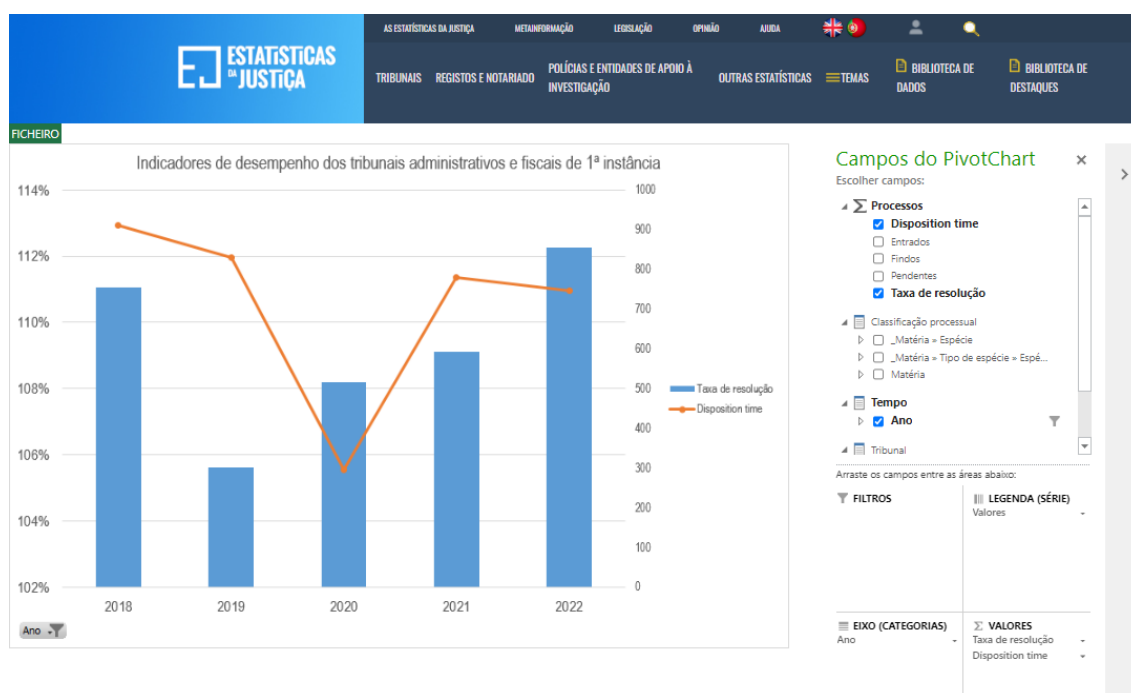 AS ESTATÍSTICAS DA JUSTIÇA METAINFORMAÇÃO LEGISLAÇÃO OPINIÃO AJUDA
ESTATíSTiCAS
DA JUSTiÇA
EJ
TRIBUNAIS REGISTOS E NOTARIADO POLÍCIAS E ENTIDADES DE APOIO À INVESTIGAÇÃO OUTRAS ESTATÍSTICAS TEMAS BIBLIOTECA DE DADOS BIBLIOTECA DE DESTAQUES
FICHEIRO
Indicadores de desempenho dos tribunais administrativos e fiscais de 1ª instância
114%
112%
110%
108%
106%
104%
102%
1000
900
800
700
600
500
400
300
200
100
0
Taxa de resolução
Disposition time
2018 2019 2020 2021 2022
Ano
Campos do PivotChart
Escolher campos:
Processos
Disposition time
Entrados
Findos
Pendentes
Taxa de resolução
Classificação processual
_Matéria » Espécie
_Matéria » Tipo de espécie » Espé...
Matéria
Tempo
Ano
Tribunal
Arraste os campos entre as áreas abaixo:
FILTROS
LEGENDA (SÉRIE)
Valores
EIXO (CATEGORIAS)
Ano
VALORES
Taxa de resolução
Disposition time